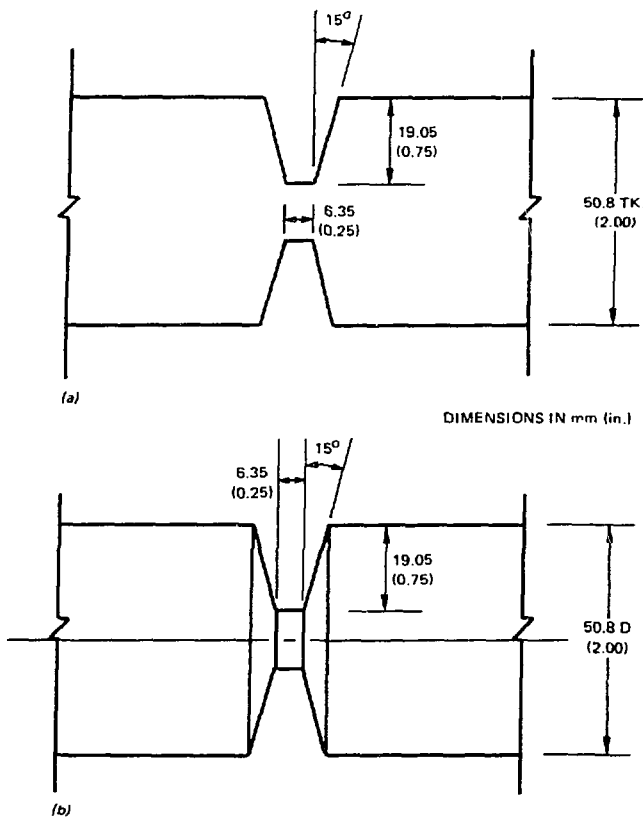 15°
19.05
(0.75)
6.35
(0.25)
50.8 TK
(2.00)
(a)
DIMENSIONS IN mm (in.)
6.35
(0.25)
15°
19.05
(0.75)
50.8 D
(2.00)
(b)